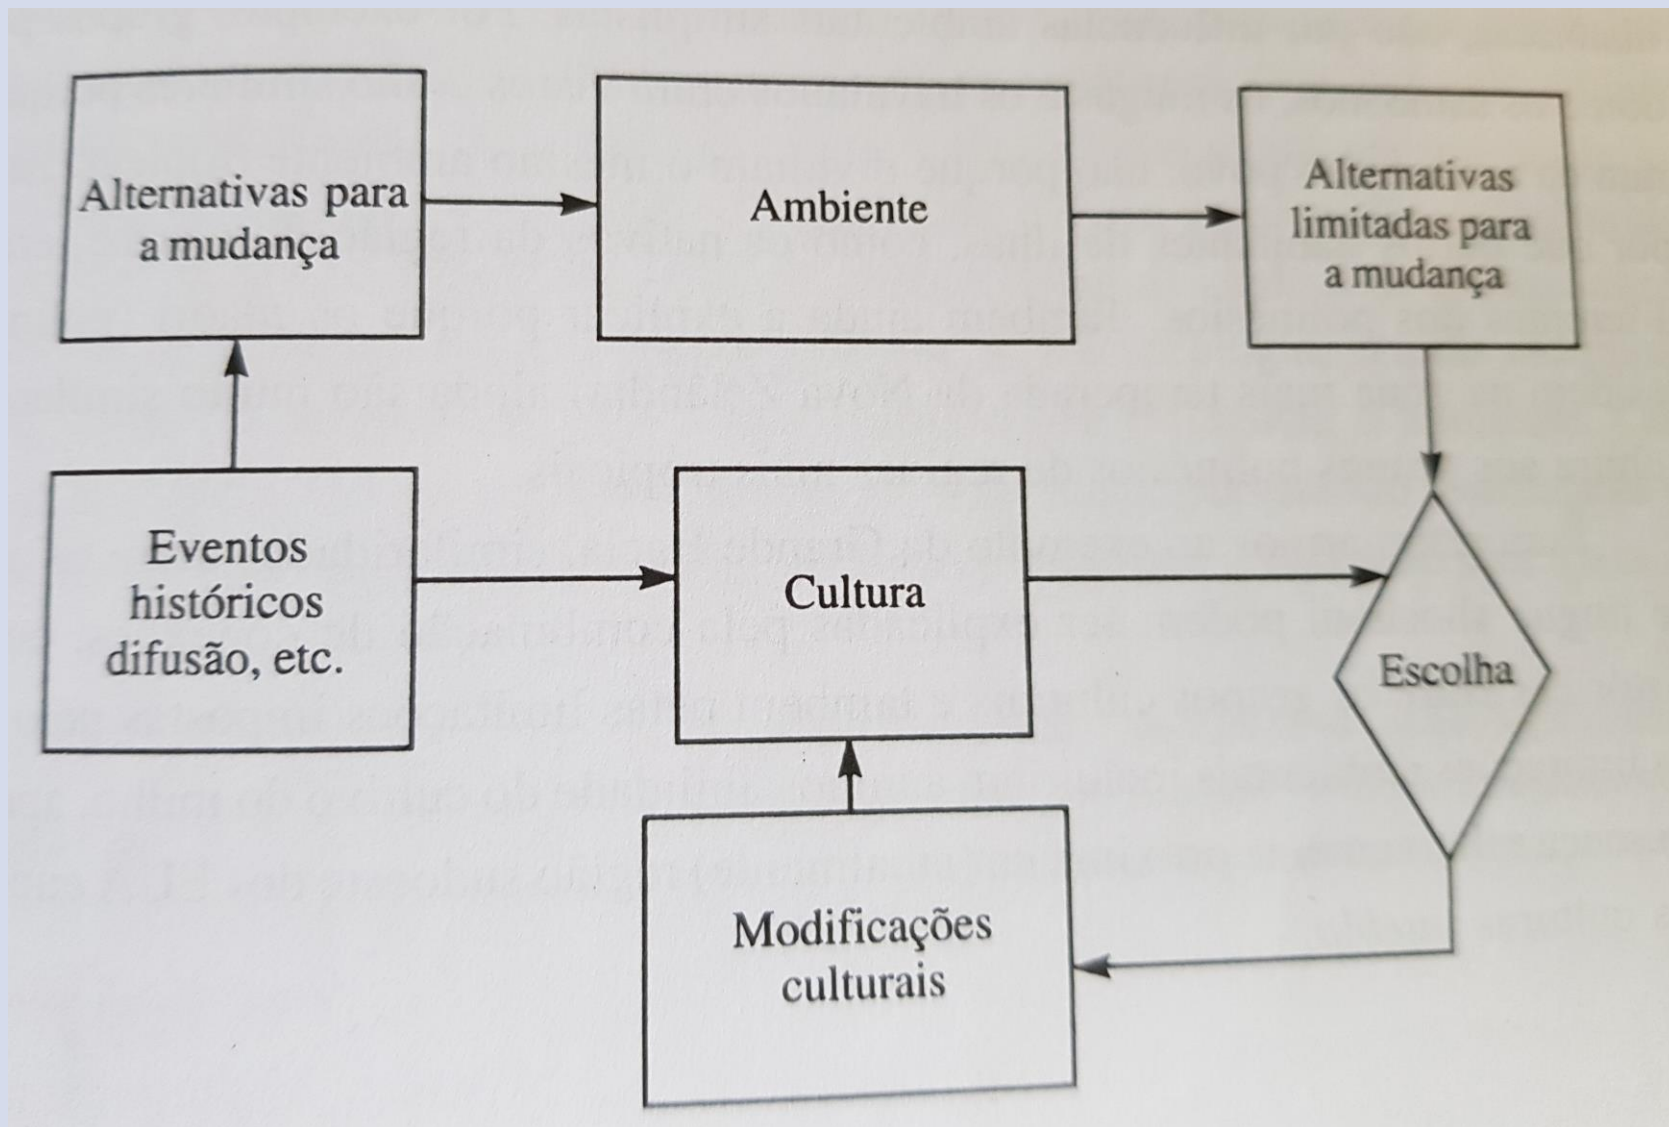 Alternativas para
a mudança
Ambiente
Alternativas
limitadas para
a mudança
Eventos
históricos
difusão, etc.
Cultura
Escolha
Modificações
culturais